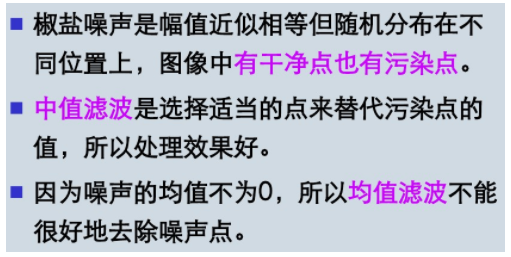 ■ 椒盐噪声是幅值近似相等但随机分布在不
同位置上，图像中有干净点也有污染点。
■ 中值滤波是选择适当的点来替代污染点的
值，所以处理效果好。
■ 因为噪声的均值不为0，所以均值滤波不能
很好地去除噪声点。